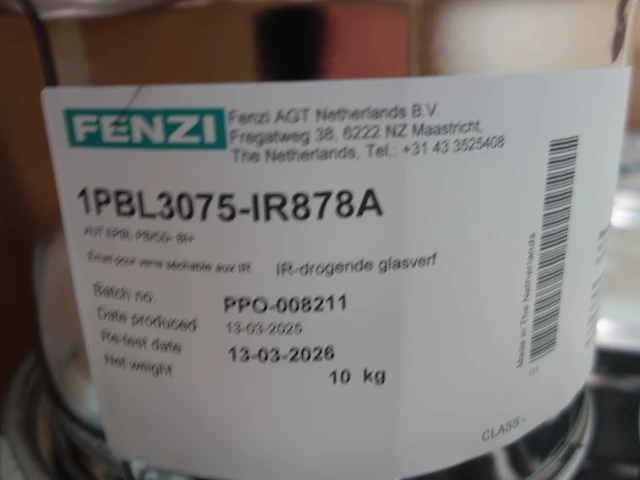 FENZI
Fenzi AGT Netherlands B.V.
Fregatweg 38, 6222 NZ Maastricht,
The Netherlands, Tel.: +31 43 3525408
1PBL3075-IR878A
Email pour verre séchable aux IR
IR-drogende glasverf
Batch no. PPO-008211
Date produced 13-03-2025
Re-test date 13-03-2026
Net weight 10 kg
Made in The Netherlands
CLASS -